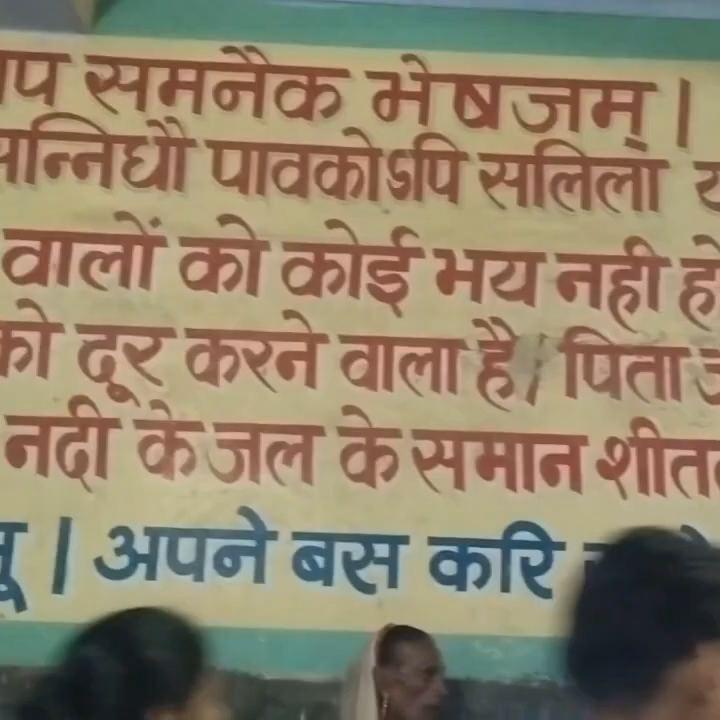 समनैक भेषजम् ।
पावकोऽपि सलिलां
वालों को कोई भय नही
को दूर करने वाला है, पिता
नदी के जल के समान
। अपने बस करि